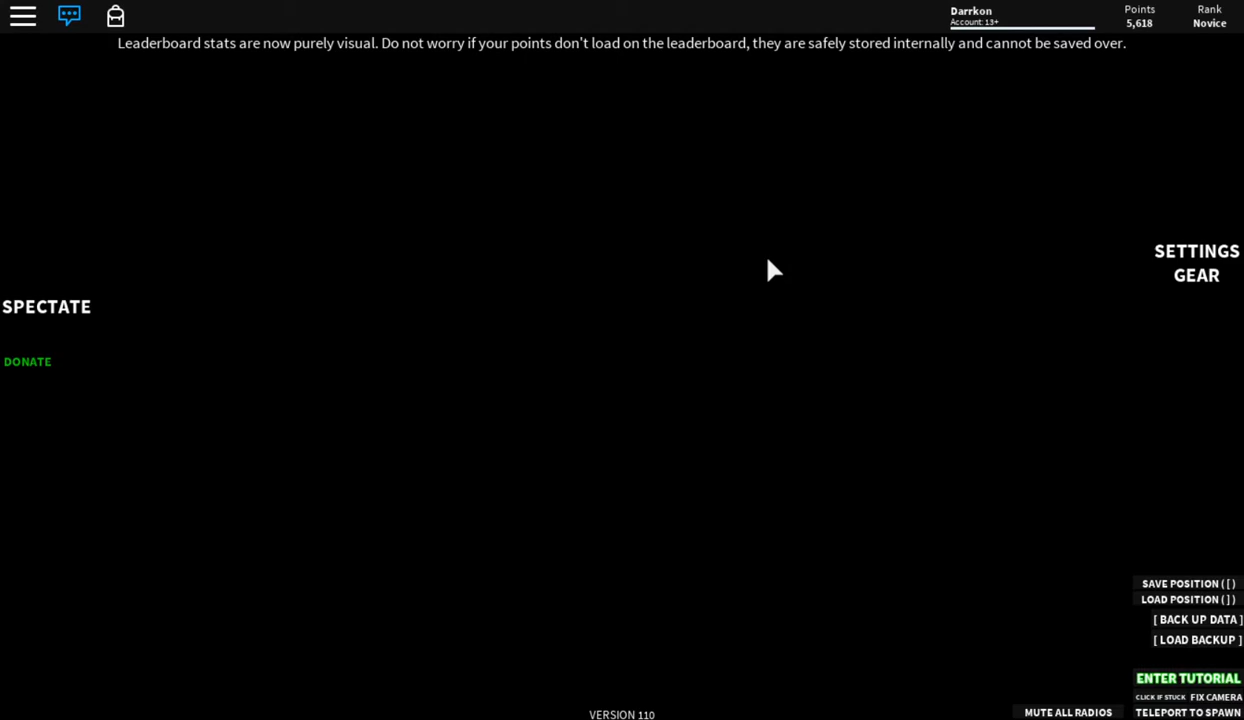 Darrkon
Account: 13+
Points
5,618
Rank
Novice
Leaderboard stats are now purely visual. Do not worry if your points don't load on the leaderboard, they are safely stored internally and cannot be saved over.
SETTINGS
GEAR
SPECTATE
DONATE
SAVE POSITION ( [ )
LOAD POSITION ( ] )
[ BACK UP DATA ]
[ LOAD BACKUP ]
ENTER TUTORIAL
CLICK IF STUCK FIX CAMERA
MUTE ALL RADIOS TELEPORT TO SPAWN
VERSION 110